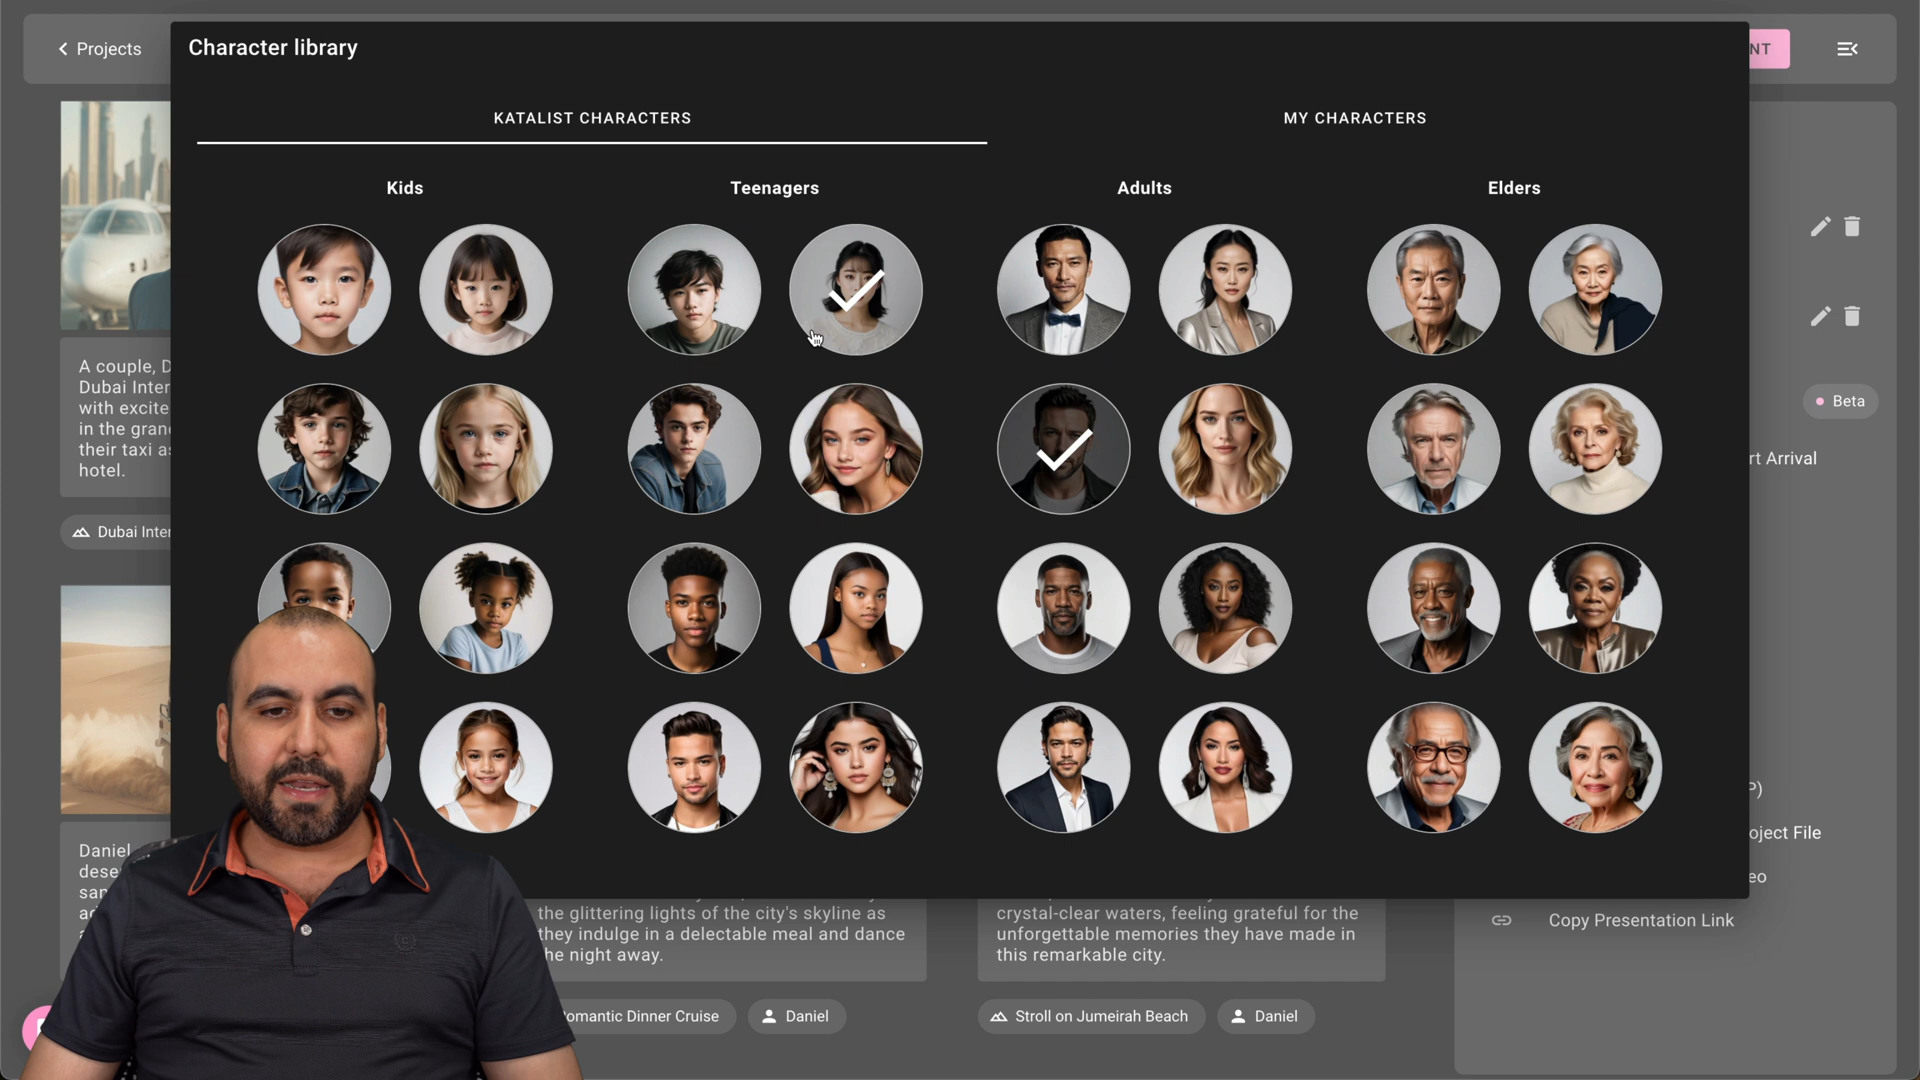 Projects
Character library
NT
KATALIST CHARACTERS
MY CHARACTERS
Kids
Teenagers
Adults
Elders
A couple, D
Dubai Inter
with excite
in the gran
their taxi as
hotel.
Dubai Inter
Beta
rt Arrival
P)
oject File
eo
Copy Presentation Link
Daniel
dese
san
ad
the glittering lights of the city's skyline as
they indulge in a delectable meal and dance
he night away.
crystal-clear waters, feeling grateful for the
unforgettable memories they have made in
this remarkable city.
omantic Dinner Cruise
Daniel
Stroll on Jumeirah Beach
Daniel